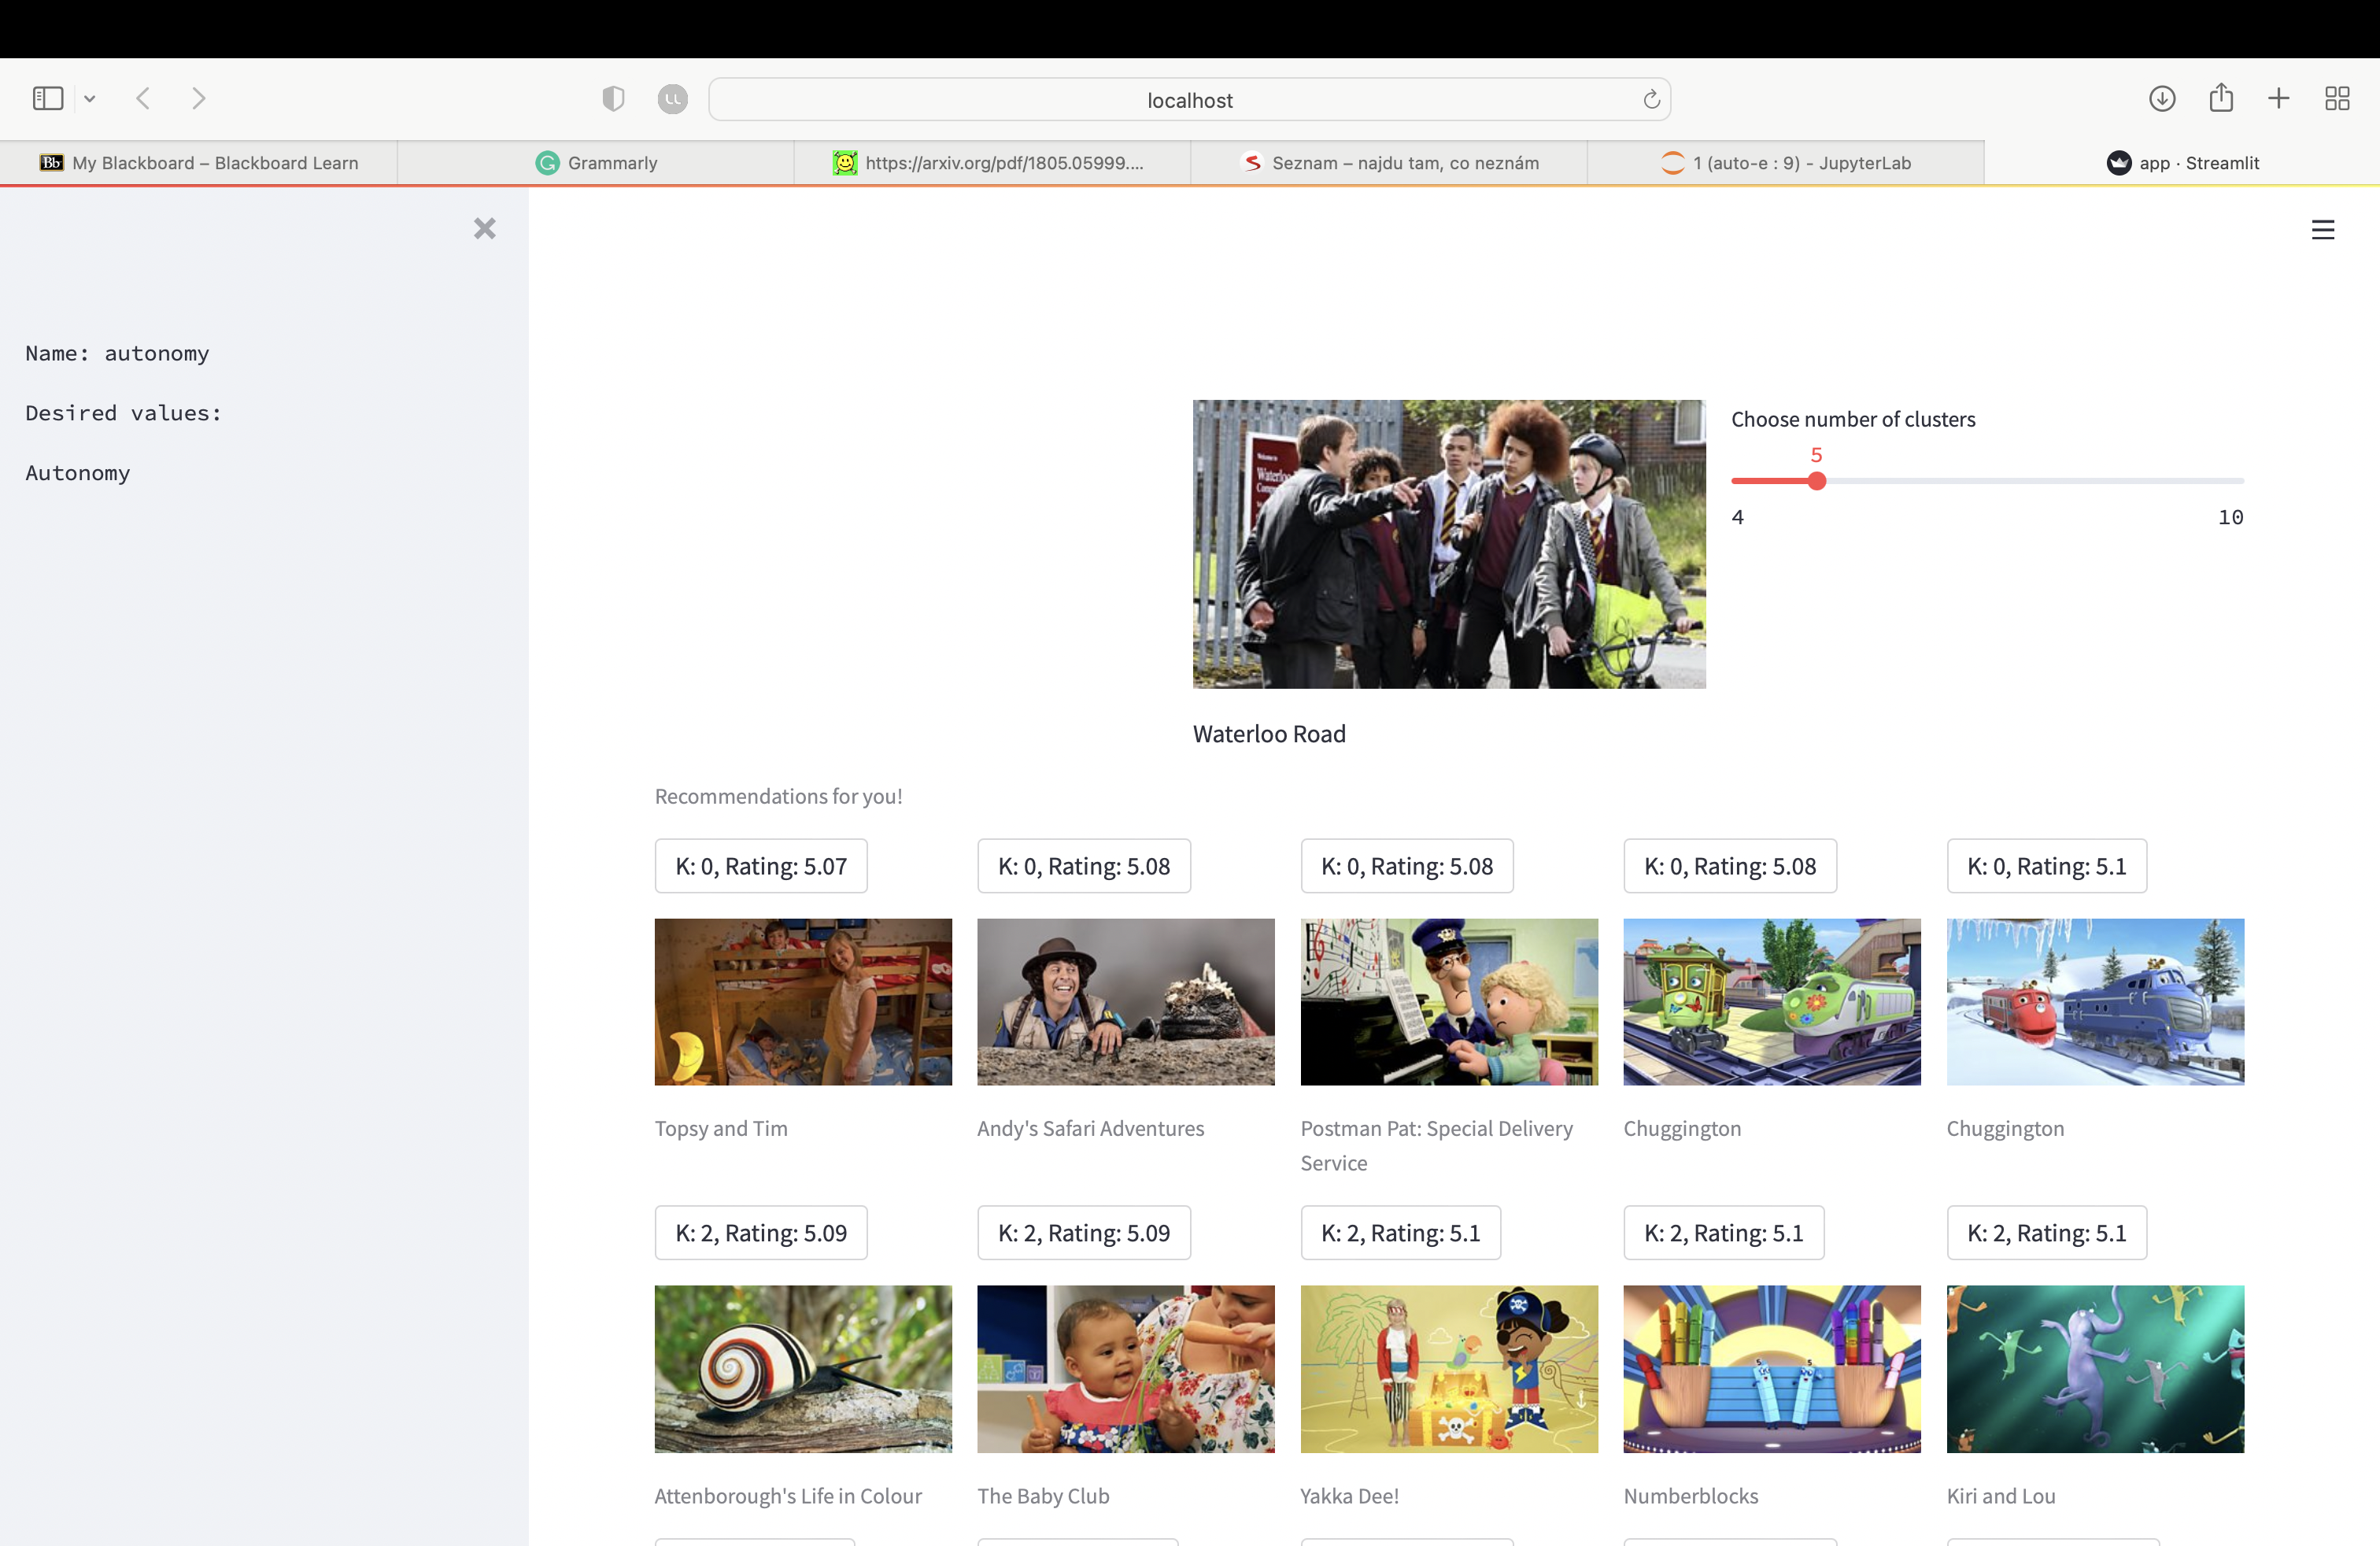 localhost
My Blackboard – Blackboard Learn
Grammarly
https://arxiv.org/pdf/1805.05999....
Seznam – najdu tam, co neznám
1 (auto-e : 9) - JupyterLab
app · Streamlit
Name: autonomy
Desired values:
Autonomy
Choose number of clusters
5
4
10
Waterloo Road
Recommendations for you!
K: 0, Rating: 5.07
K: 0, Rating: 5.08
K: 0, Rating: 5.08
K: 0, Rating: 5.08
K: 0, Rating: 5.1
Topsy and Tim
Andy's Safari Adventures
Postman Pat: Special Delivery
Service
Chuggington
Chuggington
K: 2, Rating: 5.09
K: 2, Rating: 5.09
K: 2, Rating: 5.1
K: 2, Rating: 5.1
K: 2, Rating: 5.1
Attenborough's Life in Colour
The Baby Club
Yakka Dee!
Numberblocks
Kiri and Lou